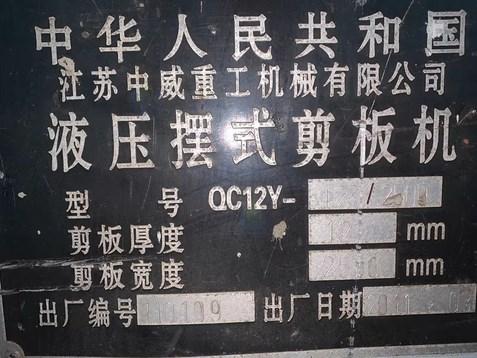 中华人民共和国
江苏中威重工机械有限公司
液压摆式剪板机
型 号 QC12Y-
剪板厚度 mm
剪板宽度 mm
出厂编号 出厂日期